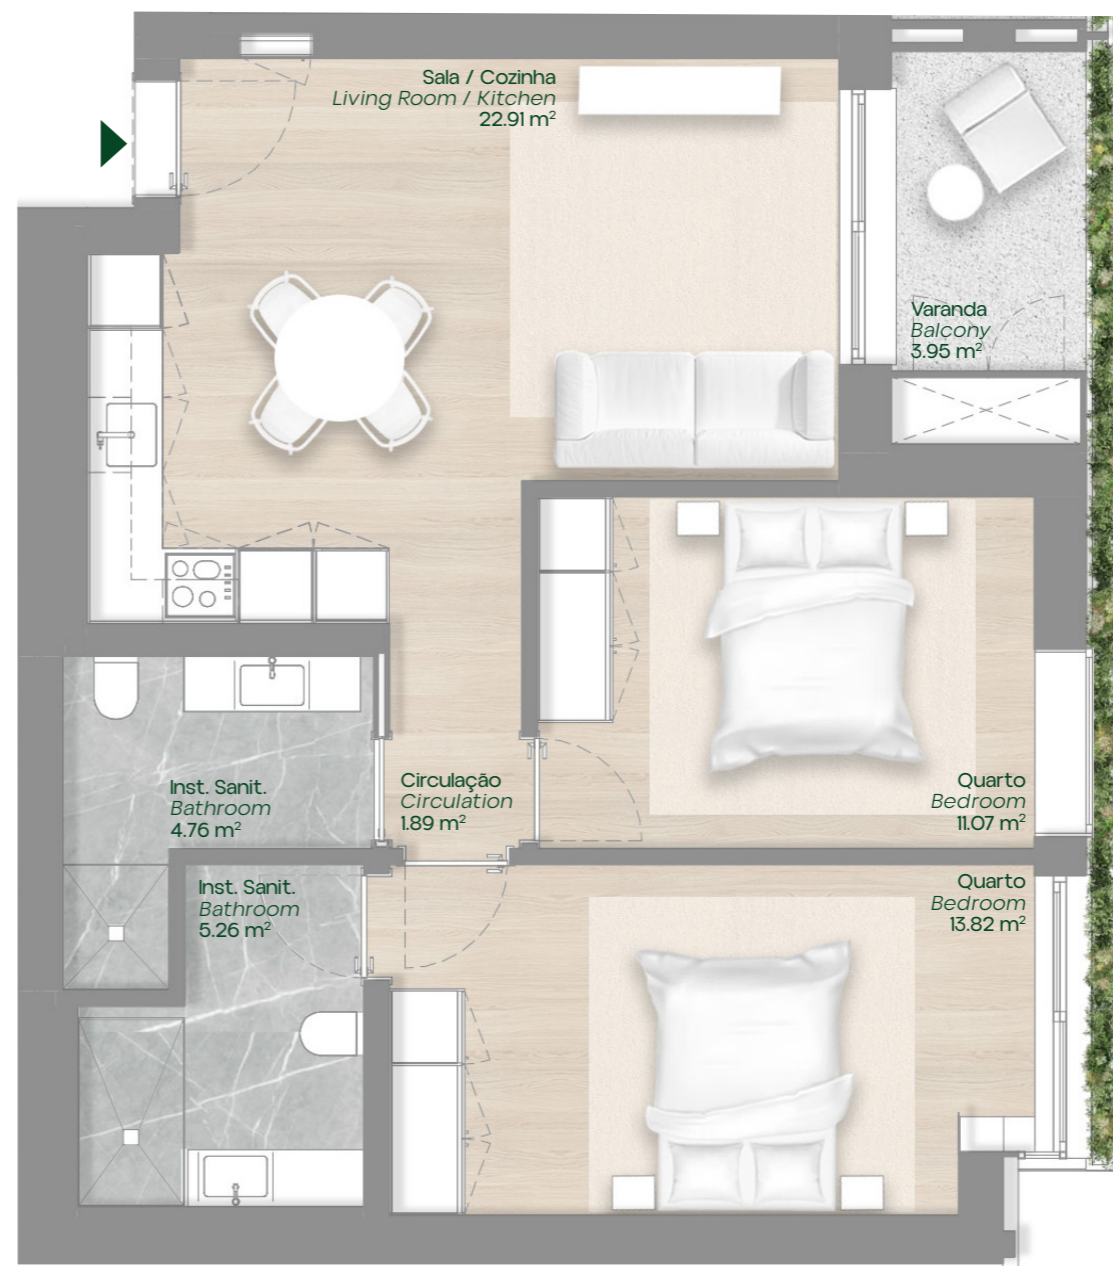 Sala / Cozinha
Living Room / Kitchen
22.91 m²
Varanda
Balcony
3.95 m²
Inst. Sanit.
Bathroom
4.76 m²
Circulação
Circulation
1.89 m²
Quarto
Bedroom
11.07 m²
Inst. Sanit.
Bathroom
5.26 m²
Quarto
Bedroom
13.82 m²